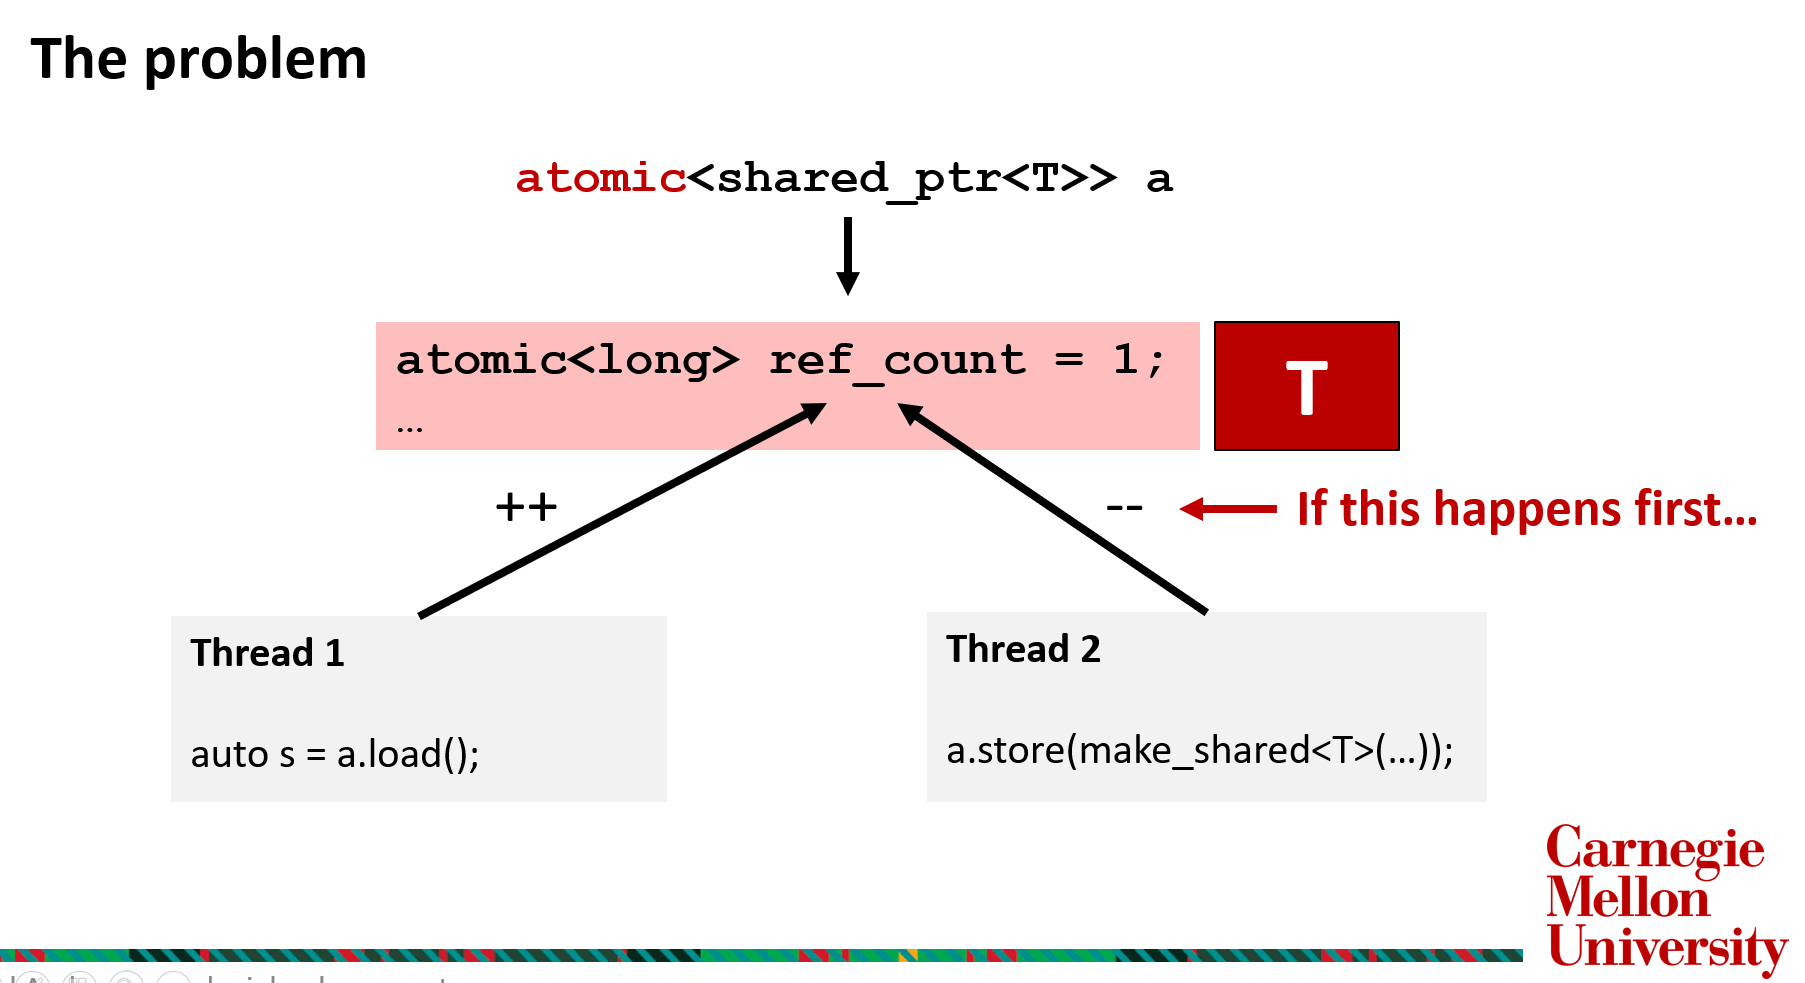 The problem
atomic<shared_ptr<T>> a
atomic<long> ref_count = 1;
…
T
++
--
If this happens first…
Thread 1
auto s = a.load();
Thread 2
a.store(make_shared<T>(…));
Carnegie
Mellon
University